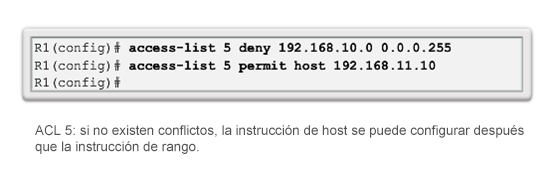 R1(config)# access-list 5 deny 192.168.10.0 0.0.0.255
R1(config)# access-list 5 permit host 192.168.11.10
R1(config)#
ACL 5: si no existen conflictos, la instrucción de host se puede configurar después
que la instrucción de rango.